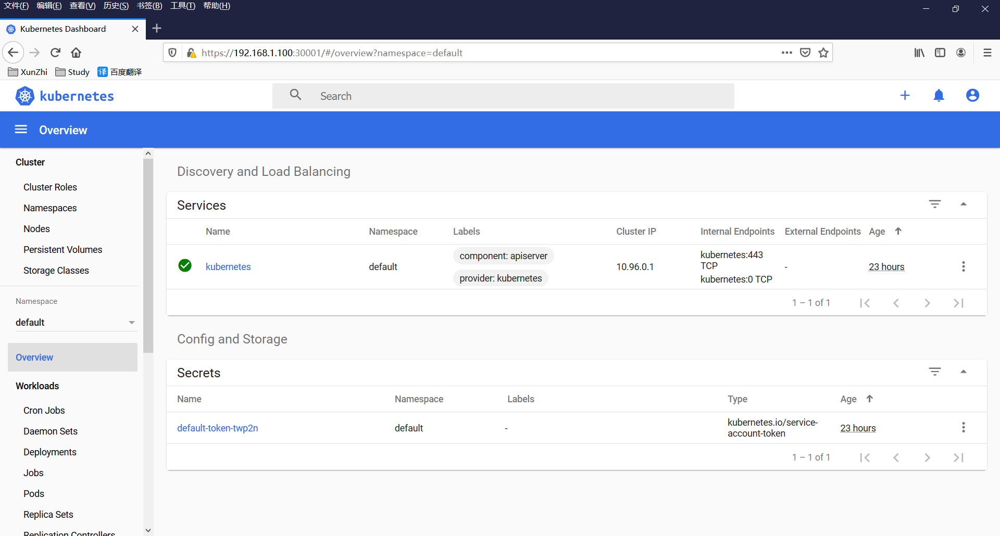 文件(F) 编辑(E) 查看(V) 历史(S) 书签(B) 工具(T) 帮助(H)
Kubernetes Dashboard
https://192.168.1.100:30001/#/overview?namespace=default
XunZhi Study 译 百度翻译
kubernetes
Search
Overview
Cluster
Cluster Roles
Namespaces
Nodes
Persistent Volumes
Storage Classes
Namespace
default
Overview
Workloads
Cron Jobs
Daemon Sets
Deployments
Jobs
Pods
Replica Sets
Replication Controllers
Discovery and Load Balancing
Services
Name Namespace Labels Cluster IP Internal Endpoints External Endpoints Age
kubernetes default component: apiserver provider: kubernetes 10.96.0.1 kubernetes:443 TCP kubernetes:0 TCP - 23 hours
1 – 1 of 1
Config and Storage
Secrets
Name Namespace Labels Type Age
default-token-twp2n default - kubernetes.io/service-account-token 23 hours
1 – 1 of 1